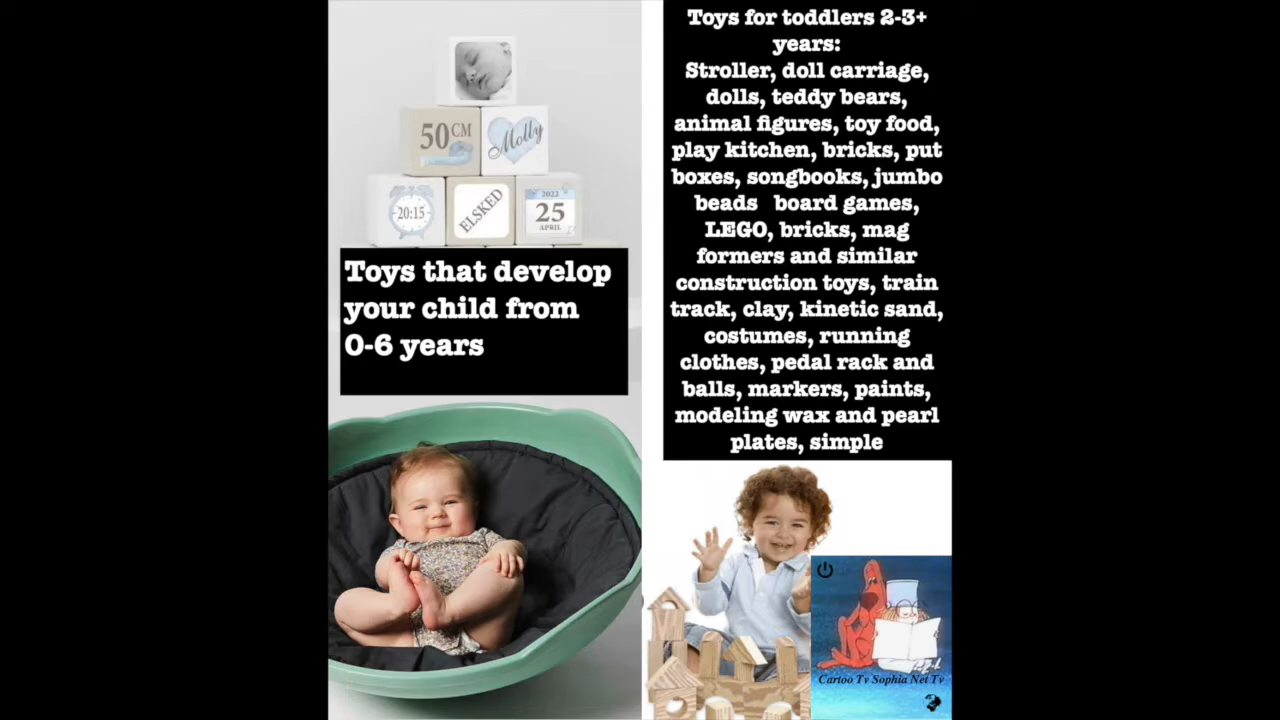 50CM
Molly
20:15
ELSKED
2022
25
APRIL
Toys that develop
your child from
0-6 years
Toys for toddlers 2-3+
years:
Stroller, doll carriage,
dolls, teddy bears,
animal figures, toy food,
play kitchen, bricks, put
boxes, songbooks, jumbo
beads board games,
LEGO, bricks, mag
formers and similar
construction toys, train
track, clay, kinetic sand,
costumes, running
clothes, pedal rack and
balls, markers, paints,
modeling wax and pearl
plates, simple
Cartoo Tv Sophia Net Tv